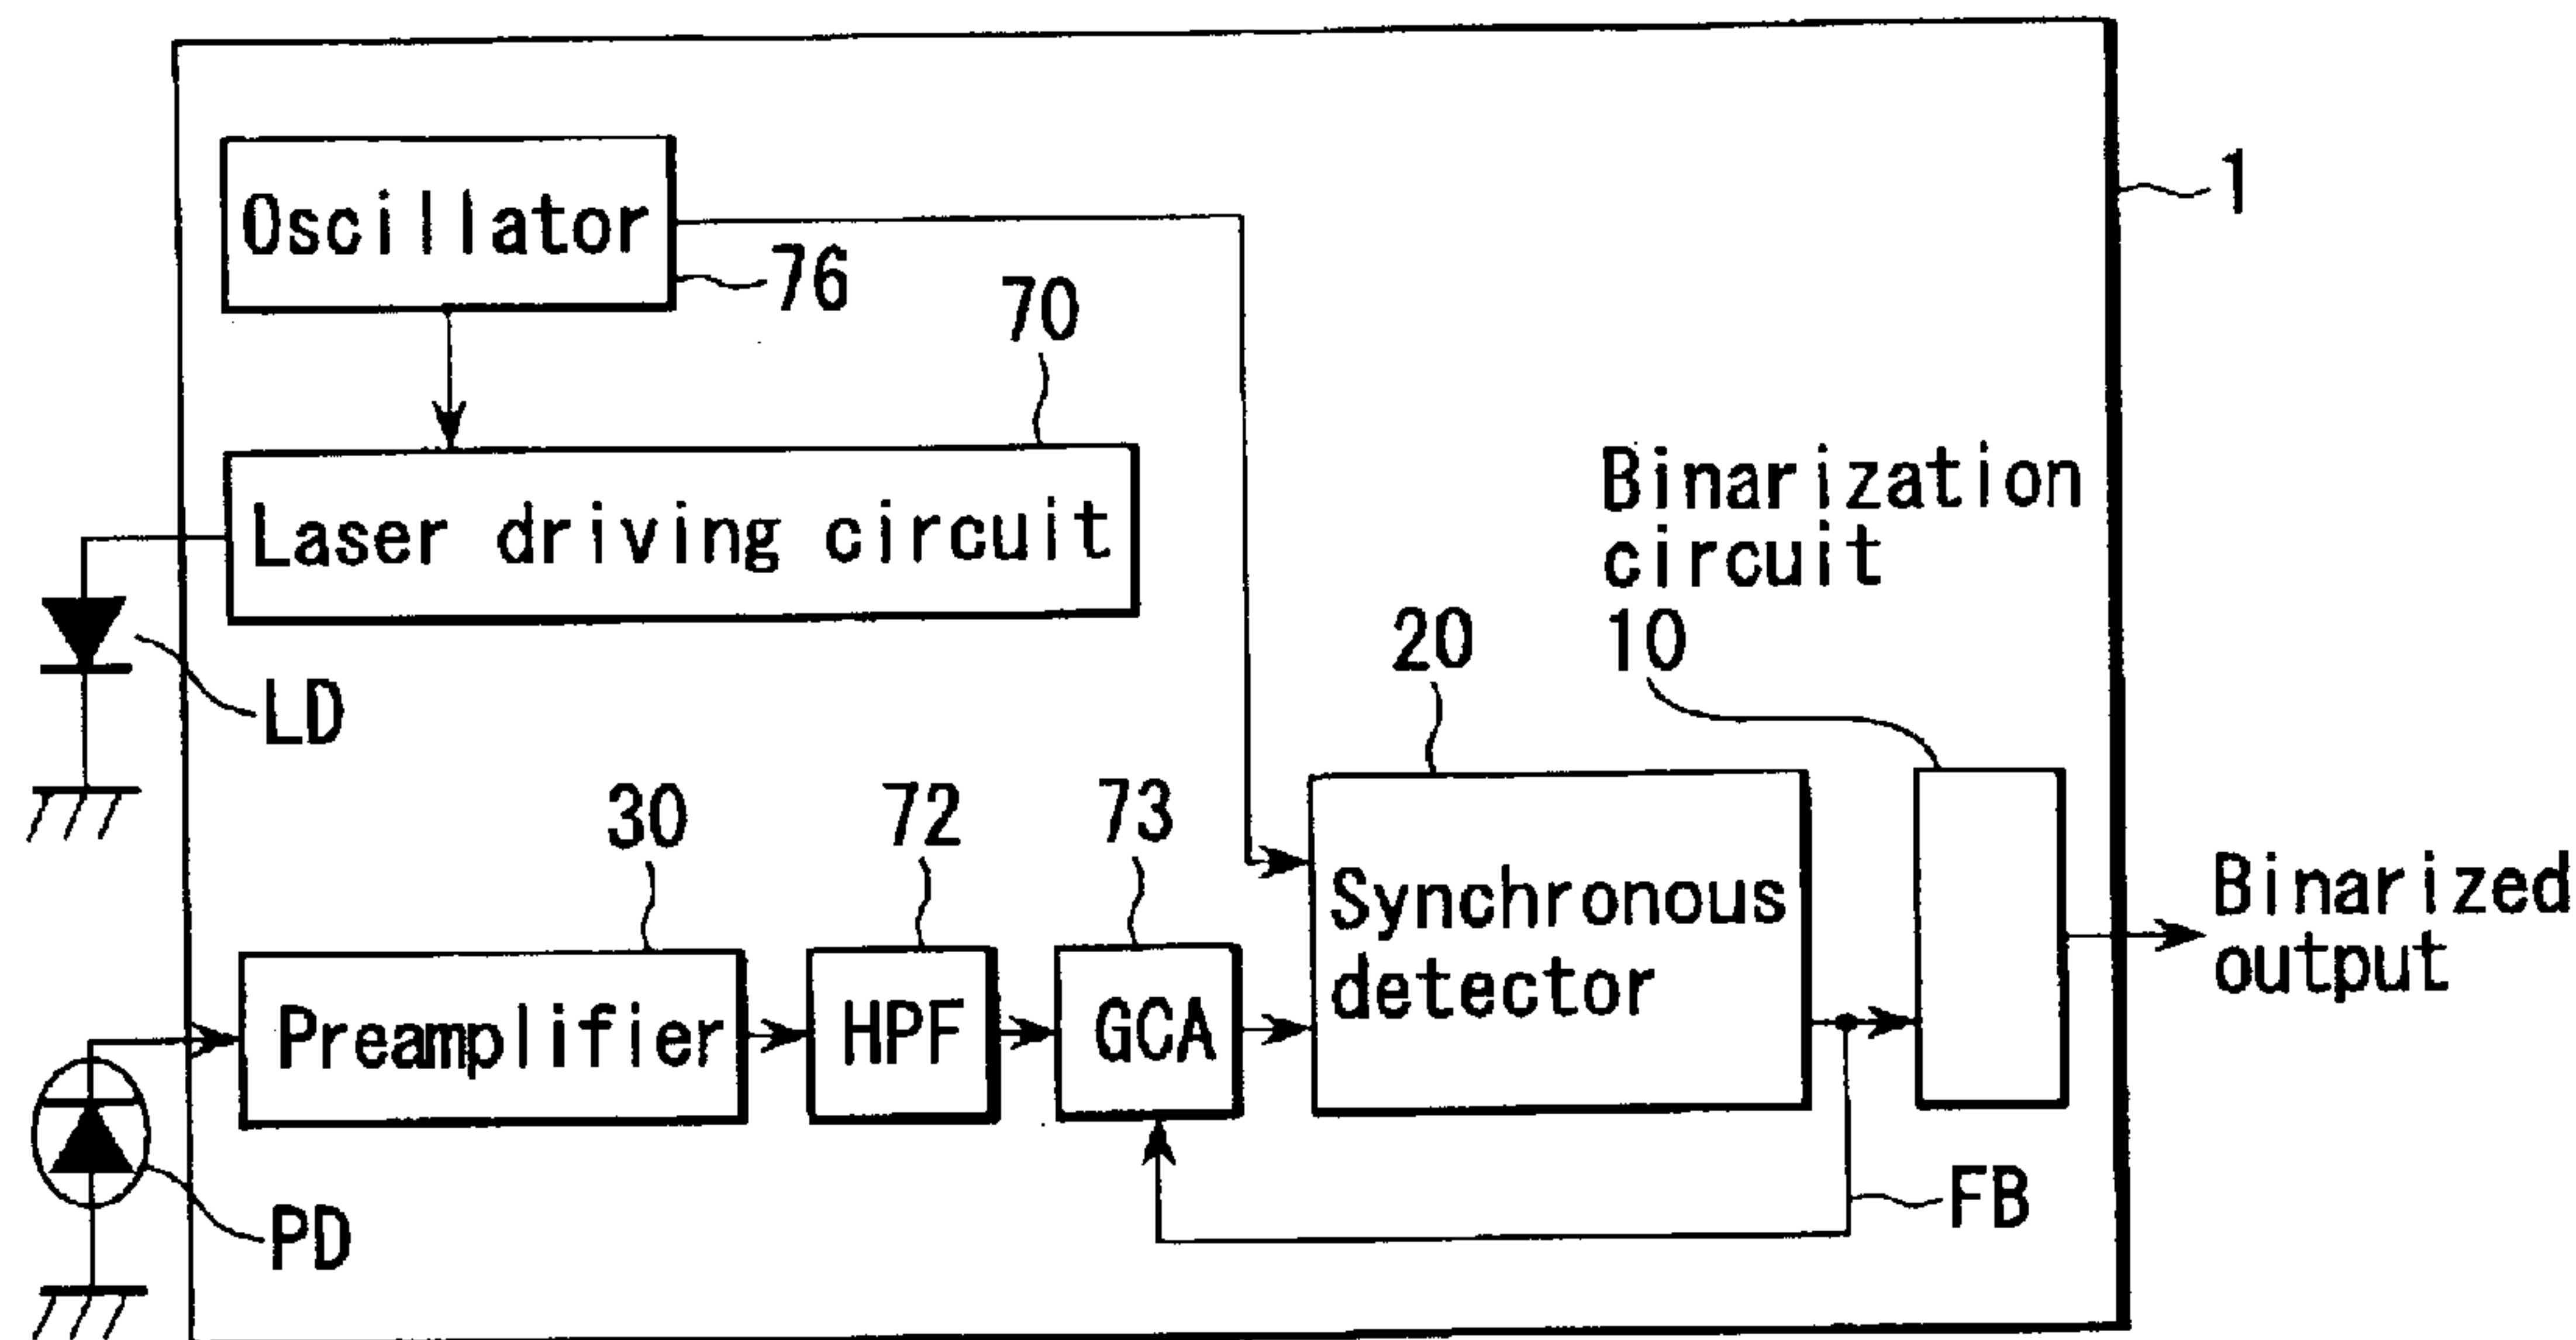 1
Oscillator
76
70
Laser driving circuit
LD
Binarization
circuit
20
10
30
72
73
Synchronous
detector
Binarized
output
Preamplifier
HPF
GCA
FB
PD